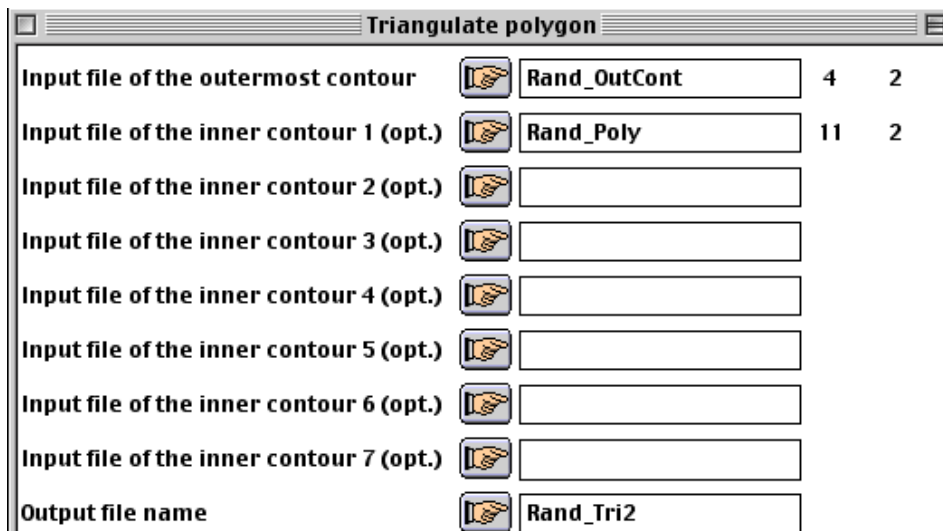 Triangulate polygon
Input file of the outermost contour Rand_OutCont 4 2
Input file of the inner contour 1 (opt.) Rand_Poly 11 2
Input file of the inner contour 2 (opt.)
Input file of the inner contour 3 (opt.)
Input file of the inner contour 4 (opt.)
Input file of the inner contour 5 (opt.)
Input file of the inner contour 6 (opt.)
Input file of the inner contour 7 (opt.)
Output file name Rand_Tri2